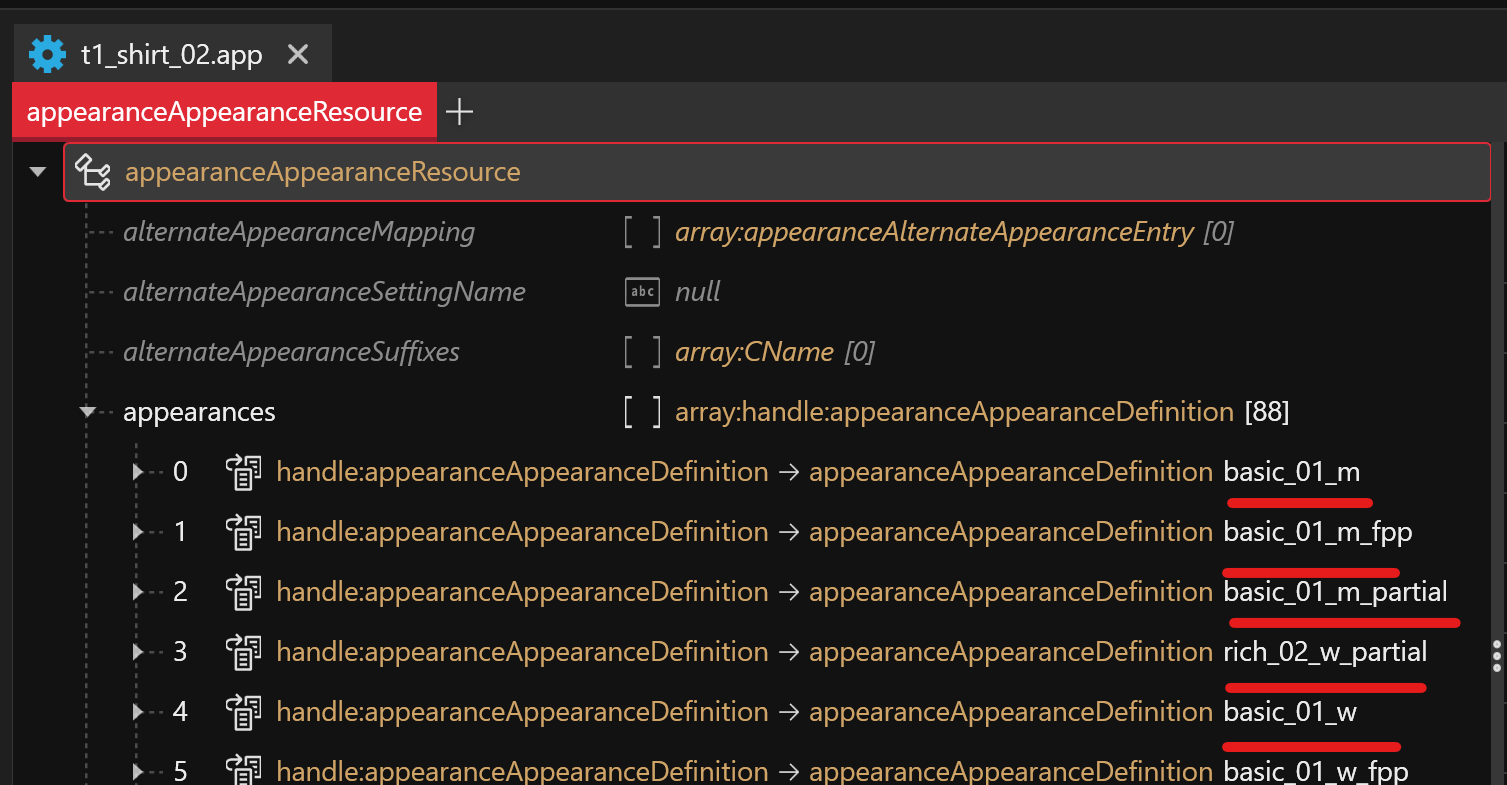 t1_shirt_02.app
appearanceAppearanceResource
appearanceAppearanceResource
alternateAppearanceMapping [ ] array:appearanceAlternateAppearanceEntry [0]
alternateAppearanceSettingName abc null
alternateAppearanceSuffixes [ ] array:CName [0]
appearances [ ] array:handle:appearanceAppearanceDefinition [88]
0 handle:appearanceAppearanceDefinition → appearanceAppearanceDefinition basic_01_m
1 handle:appearanceAppearanceDefinition → appearanceAppearanceDefinition basic_01_m_fpp
2 handle:appearanceAppearanceDefinition → appearanceAppearanceDefinition basic_01_m_partial
3 handle:appearanceAppearanceDefinition → appearanceAppearanceDefinition rich_02_w_partial
4 handle:appearanceAppearanceDefinition → appearanceAppearanceDefinition basic_01_w
5 handle:appearanceAppearanceDefinition → appearanceAppearanceDefinition basic_01_w_fpp